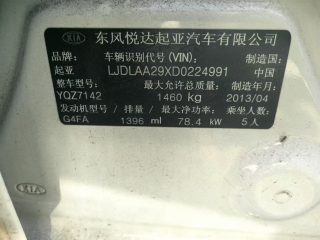 KIA 东风悦达起亚汽车有限公司
品牌: 车辆识别代号(VIN): 制造国:
起亚 LJDLAA29XD0224991 中国
整车型号: 最大允许总质量: 制造年月:
YQZ7142 1460 kg 2013/04
发动机型号/排量: 最大净功率: 乘坐人数:
G4FA 1396 ml 78.4 kW 5人
KIA